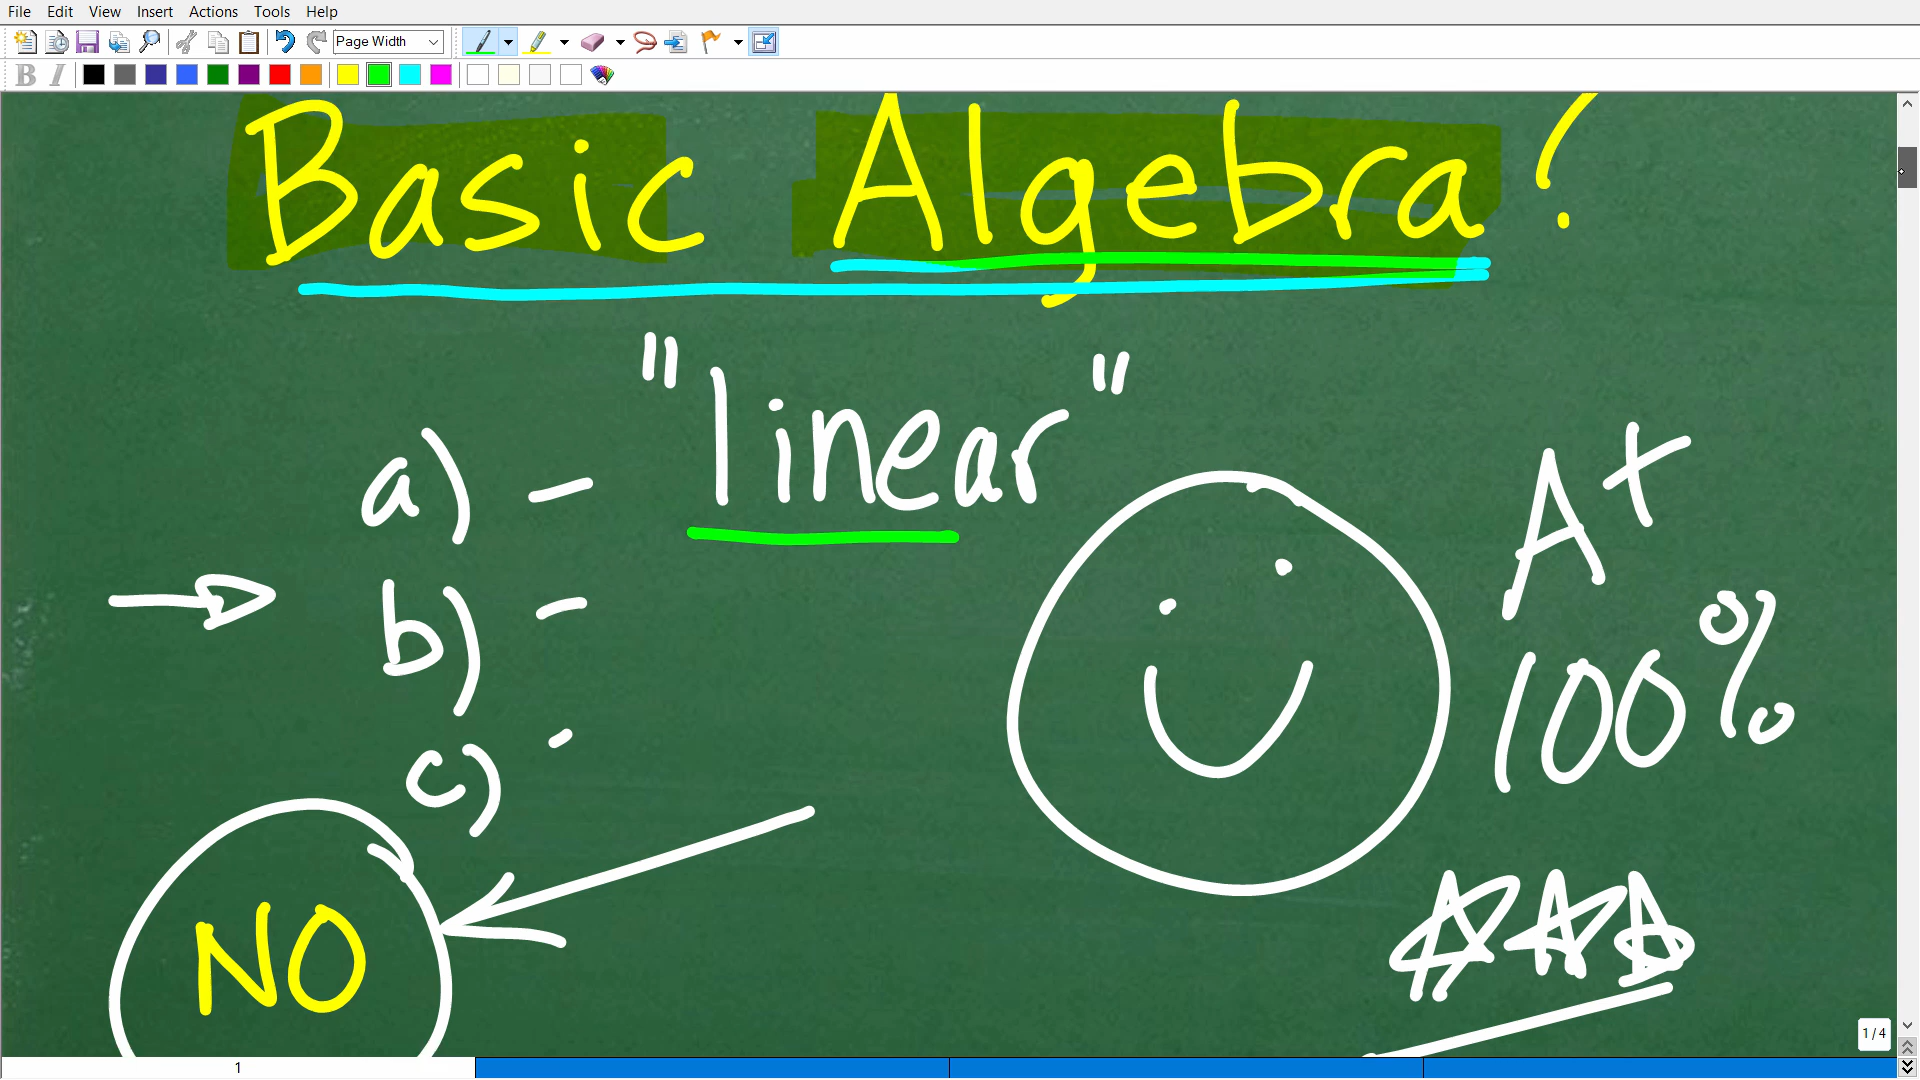 File Edit View Insert Actions Tools Help
Page Width
B I
Basic Algebra?
"linear"
a) -
b) -
c) -
A+
100%
NO
1 / 4
1